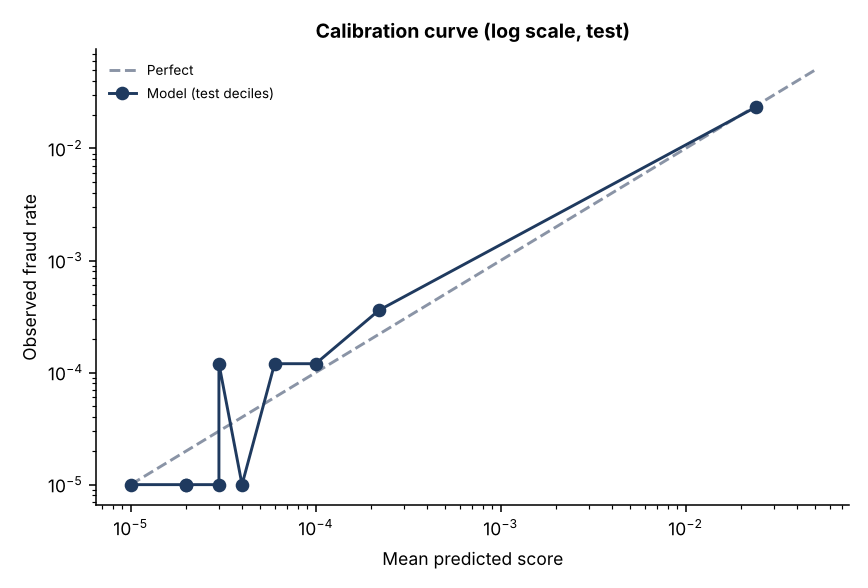 Calibration curve (log scale, test)
Perfect
Model (test deciles)
Observed fraud rate
10⁻²
10⁻³
10⁻⁴
10⁻⁵
10⁻⁵ 10⁻⁴ 10⁻³ 10⁻²
Mean predicted score